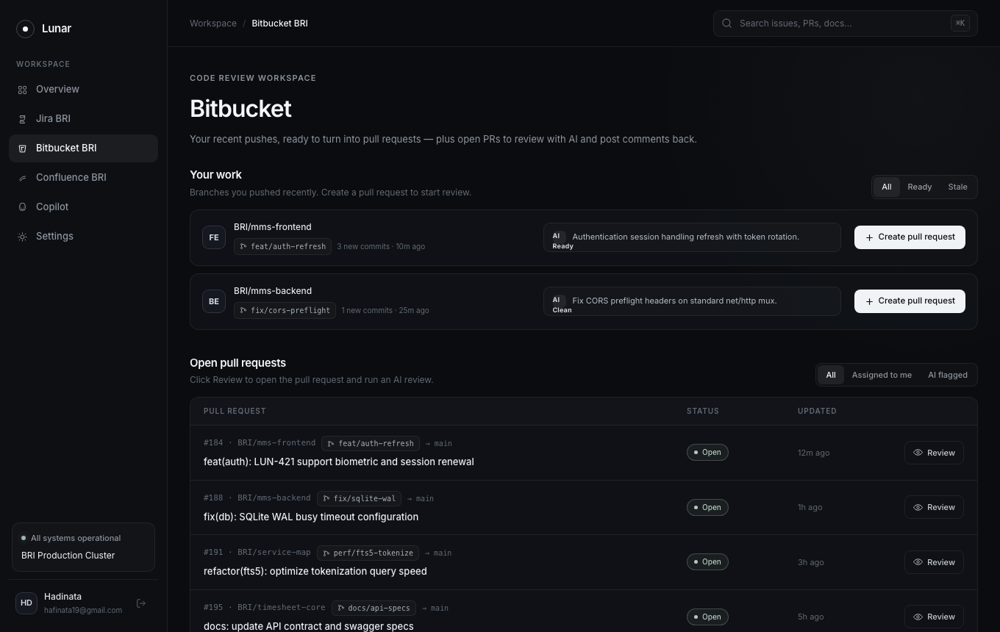 Lunar
WORKSPACE
Overview
Jira BRI
Bitbucket BRI
Confluence BRI
Copilot
Settings
All systems operational
BRI Production Cluster
HD
Hadinata
hafinata19@gmail.com
Workspace / Bitbucket BRI
Search issues, PRs, docs...
⌘K
CODE REVIEW WORKSPACE
Bitbucket
Your recent pushes, ready to turn into pull requests — plus open PRs to review with AI and post comments back.
Your work
Branches you pushed recently. Create a pull request to start review.
All Ready Stale
FE
BRI/mms-frontend
feat/auth-refresh 3 new commits · 10m ago
AI Ready
Authentication session handling refresh with token rotation.
+ Create pull request
BE
BRI/mms-backend
fix/cors-preflight 1 new commits · 25m ago
AI Clean
Fix CORS preflight headers on standard net/http mux.
+ Create pull request
Open pull requests
Click Review to open the pull request and run an AI review.
All Assigned to me AI flagged
PULL REQUEST STATUS UPDATED
#184 · BRI/mms-frontend feat/auth-refresh → main
feat(auth): LUN-421 support biometric and session renewal
Open 12m ago Review
#188 · BRI/mms-backend fix/sqlite-wal → main
fix(db): SQLite WAL busy timeout configuration
Open 1h ago Review
#191 · BRI/service-map perf/fts5-tokenize → main
refactor(fts5): optimize tokenization query speed
Open 3h ago Review
#195 · BRI/timesheet-core docs/api-specs → main
docs: update API contract and swagger specs
Open 5h ago Review